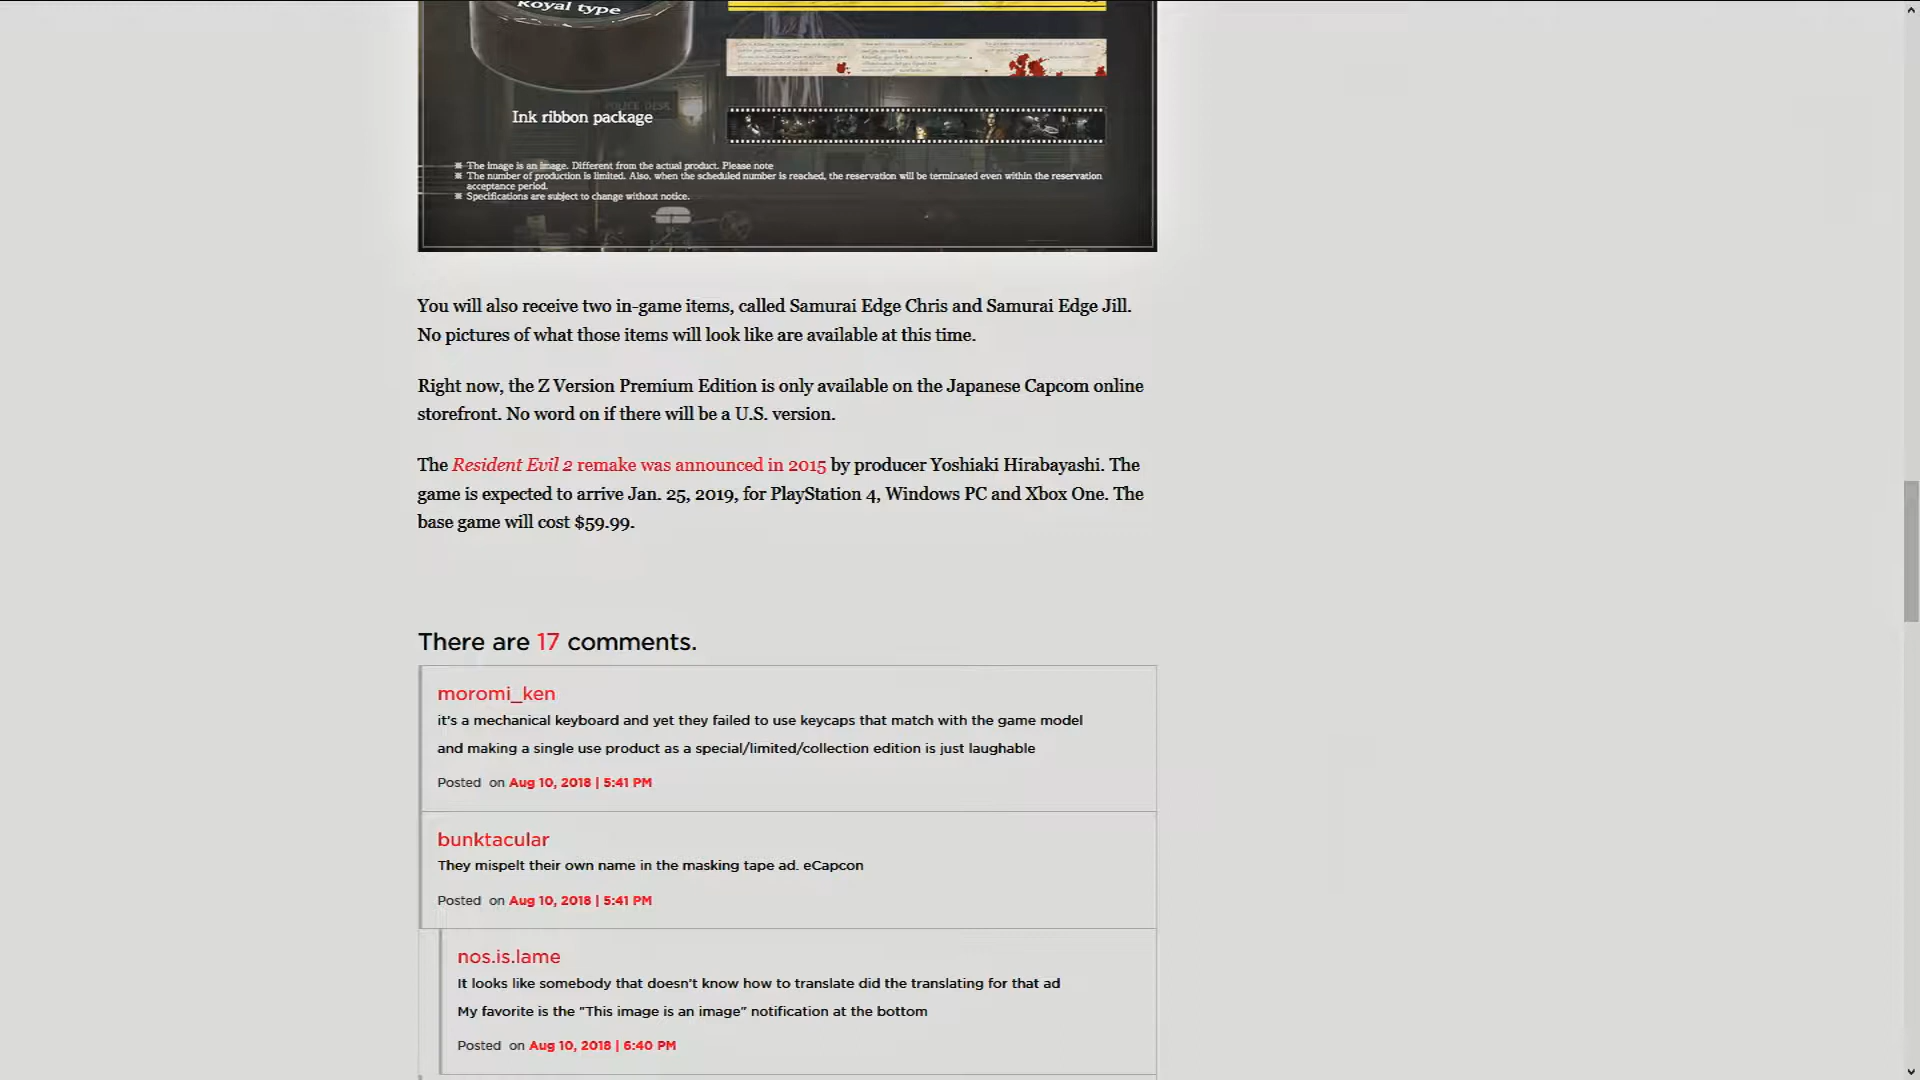 Royal type
Ink ribbon package
※ The image is an image. Different from the actual product. Please note
※ The number of production is limited. Also, when the scheduled number is reached, the reservation will be terminated even within the reservation
acceptance period.
※ Specifications are subject to change without notice.
You will also receive two in-game items, called Samurai Edge Chris and Samurai Edge Jill.
No pictures of what those items will look like are available at this time.
Right now, the Z Version Premium Edition is only available on the Japanese Capcom online
storefront. No word on if there will be a U.S. version.
The Resident Evil 2 remake was announced in 2015 by producer Yoshiaki Hirabayashi. The
game is expected to arrive Jan. 25, 2019, for PlayStation 4, Windows PC and Xbox One. The
base game will cost $59.99.
There are 17 comments.
moromi_ken
it's a mechanical keyboard and yet they failed to use keycaps that match with the game model
and making a single use product as a special/limited/collection edition is just laughable
Posted on Aug 10, 2018 | 5:41 PM
bunktacular
They mispelt their own name in the masking tape ad. eCapcon
Posted on Aug 10, 2018 | 5:41 PM
nos.is.lame
It looks like somebody that doesn't know how to translate did the translating for that ad
My favorite is the "This image is an image" notification at the bottom
Posted on Aug 10, 2018 | 6:40 PM